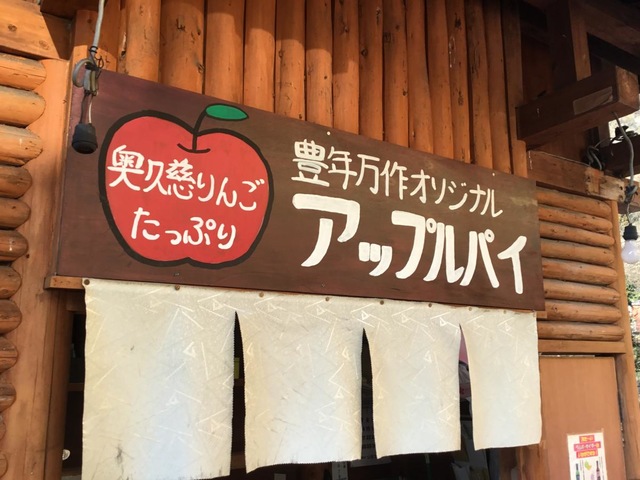 奥久慈りんご
たっぷり
豊年万作オリジナル
アップルパイ